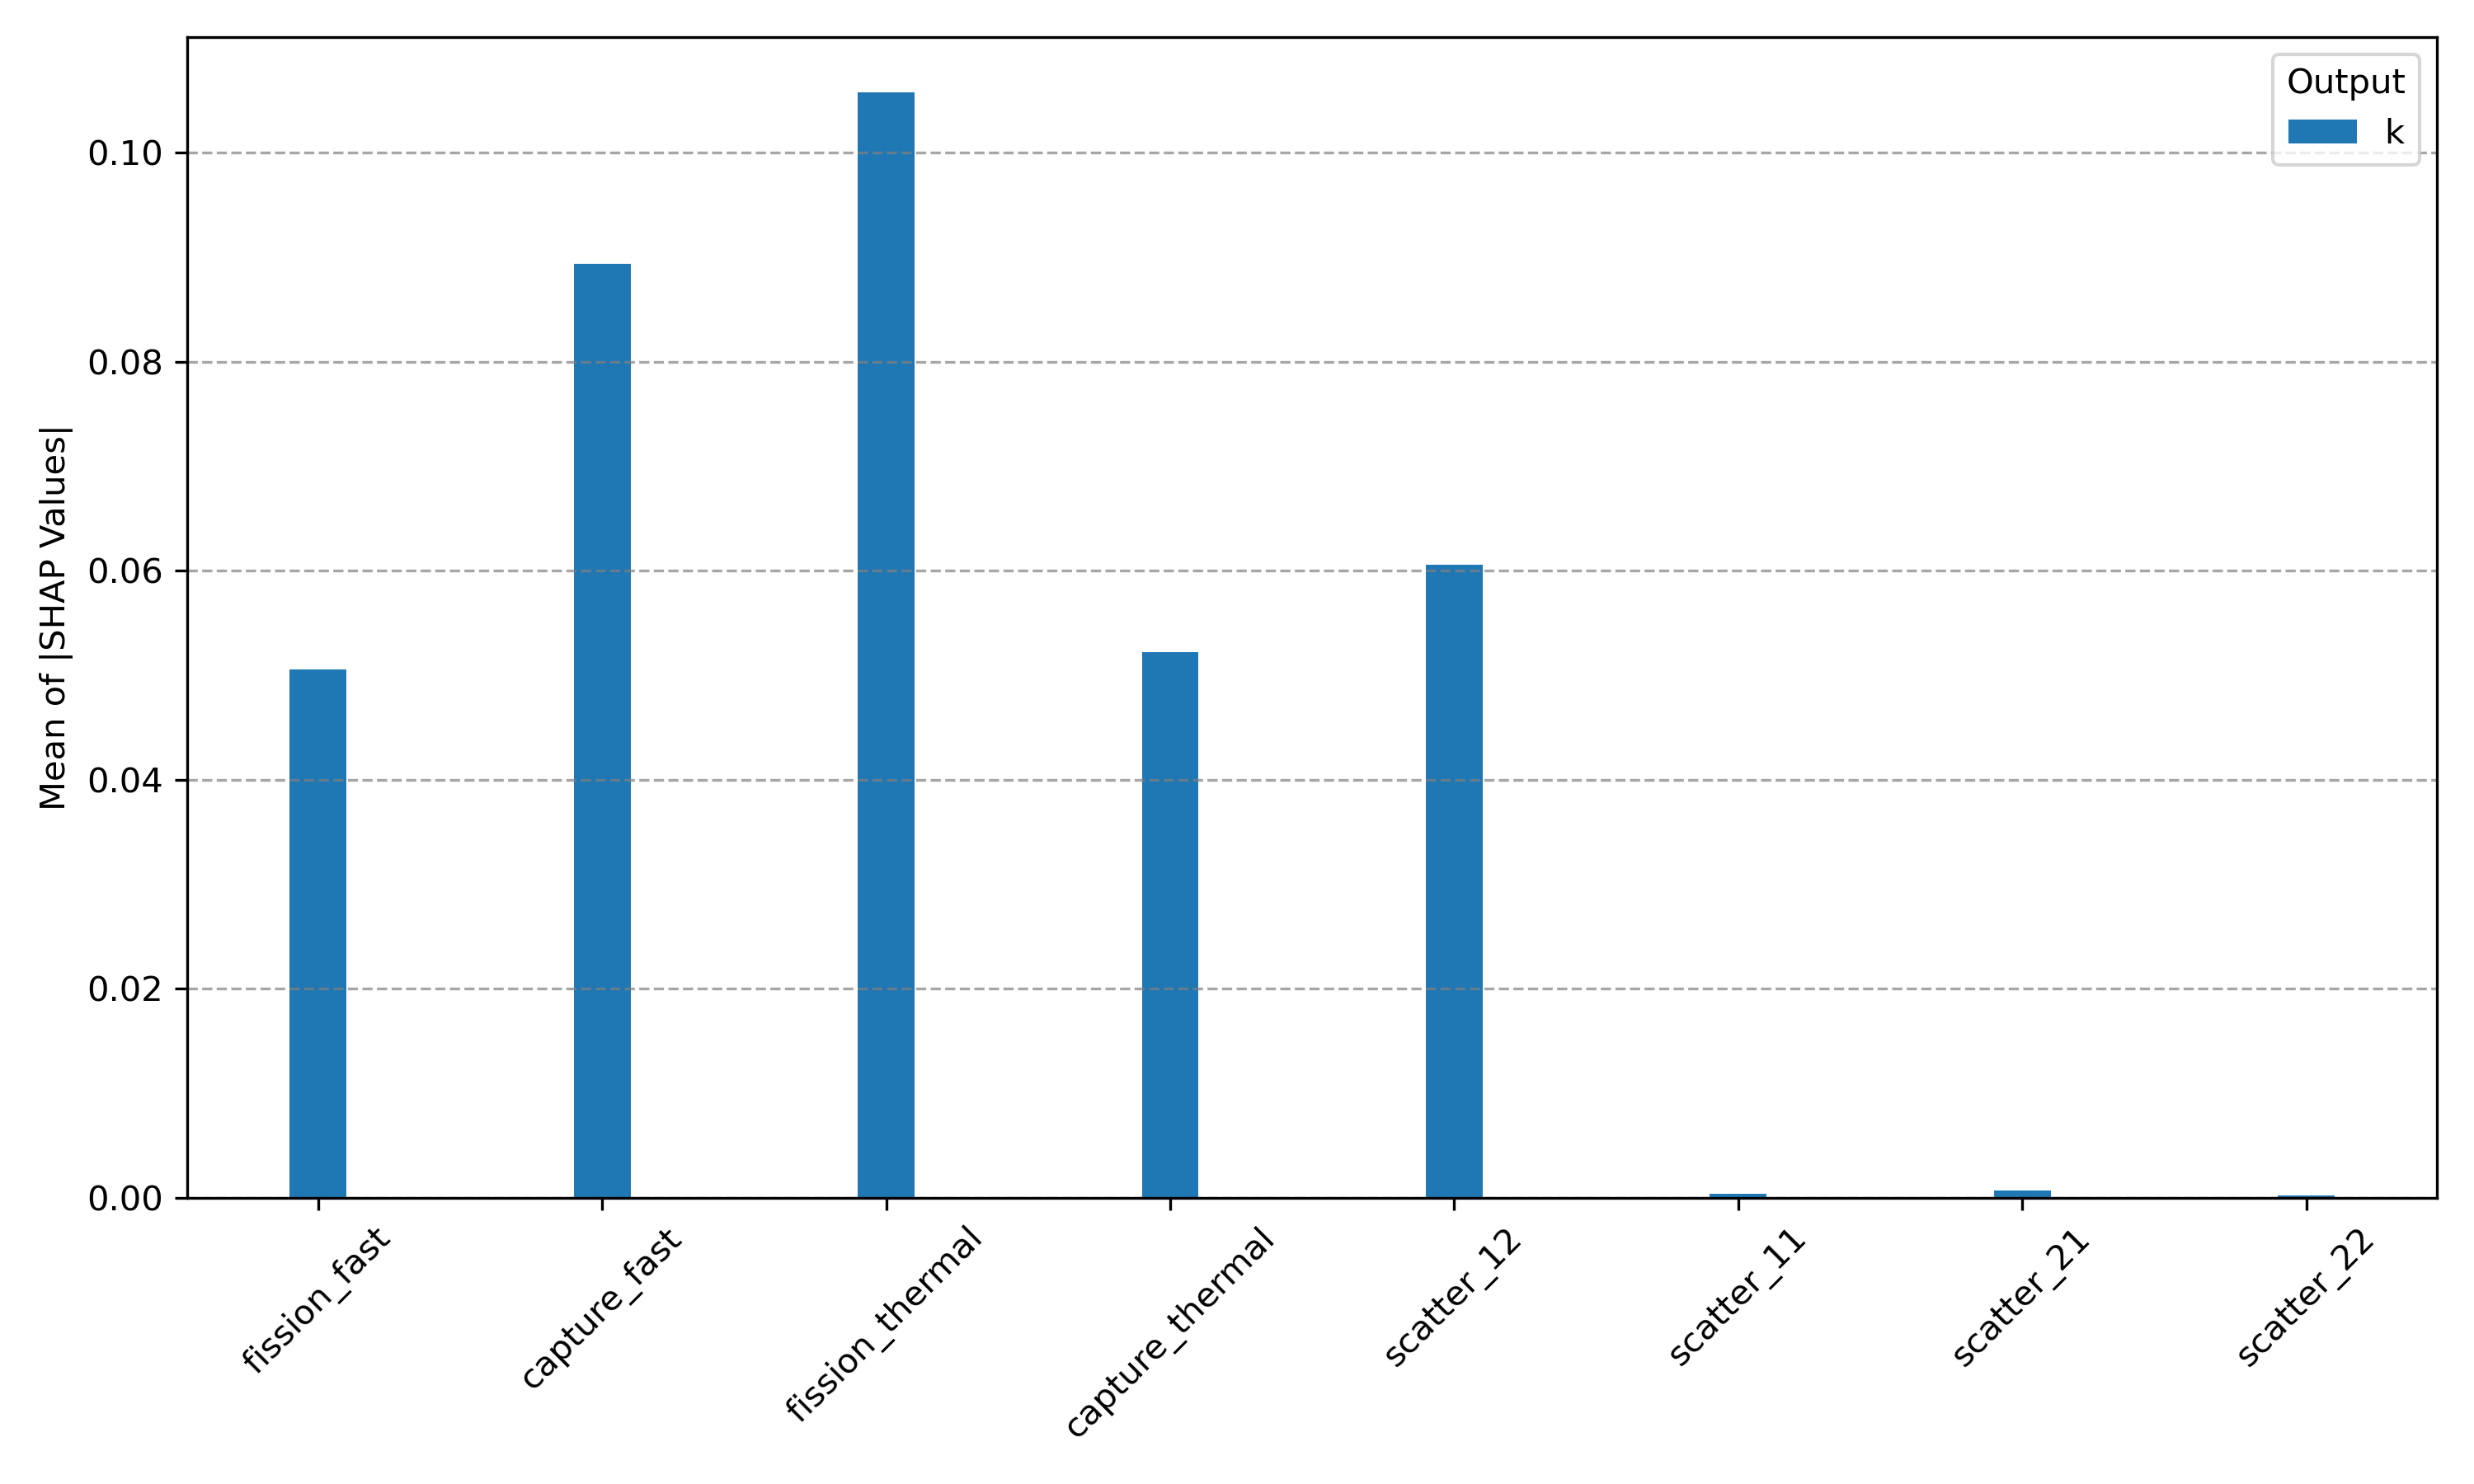 Output
k
Mean of |SHAP Values|
0.10
0.08
0.06
0.04
0.02
0.00
fission_fast
capture_fast
fission_thermal
capture_thermal
scatter_12
scatter_11
scatter_21
scatter_22